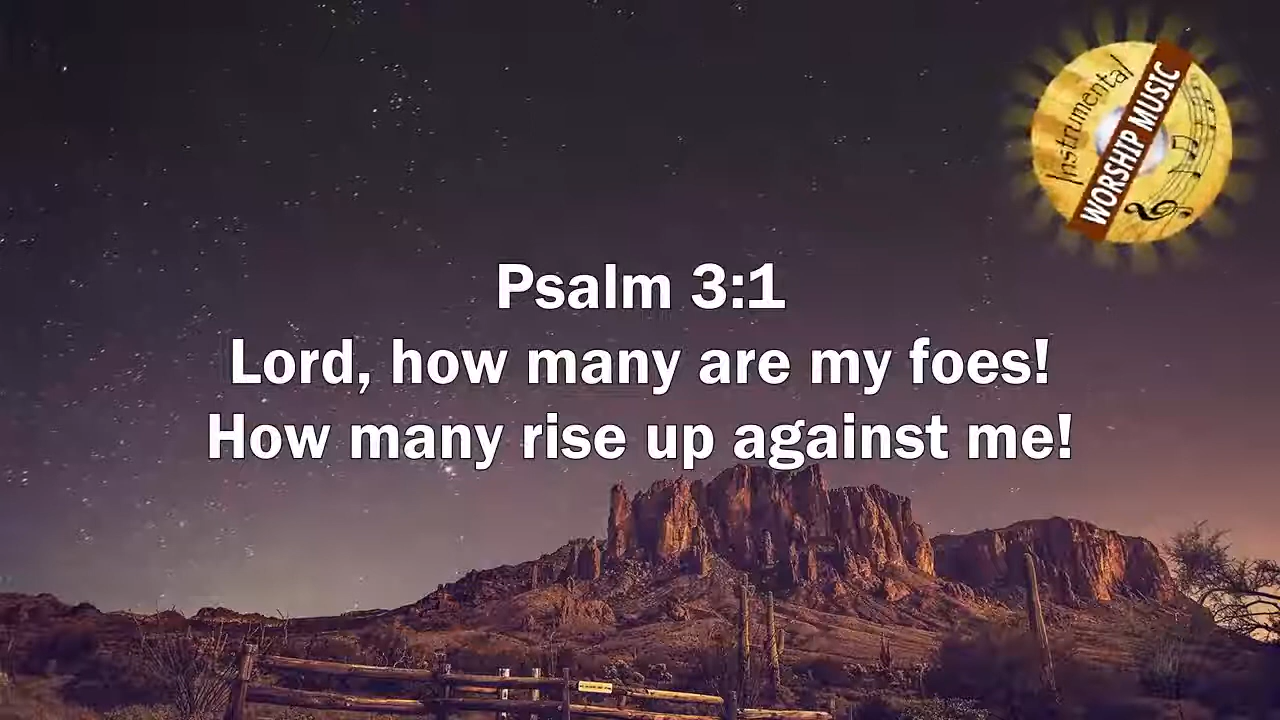 Instrumental
WORSHIP MUSIC
Psalm 3:1
Lord, how many are my foes!
How many rise up against me!